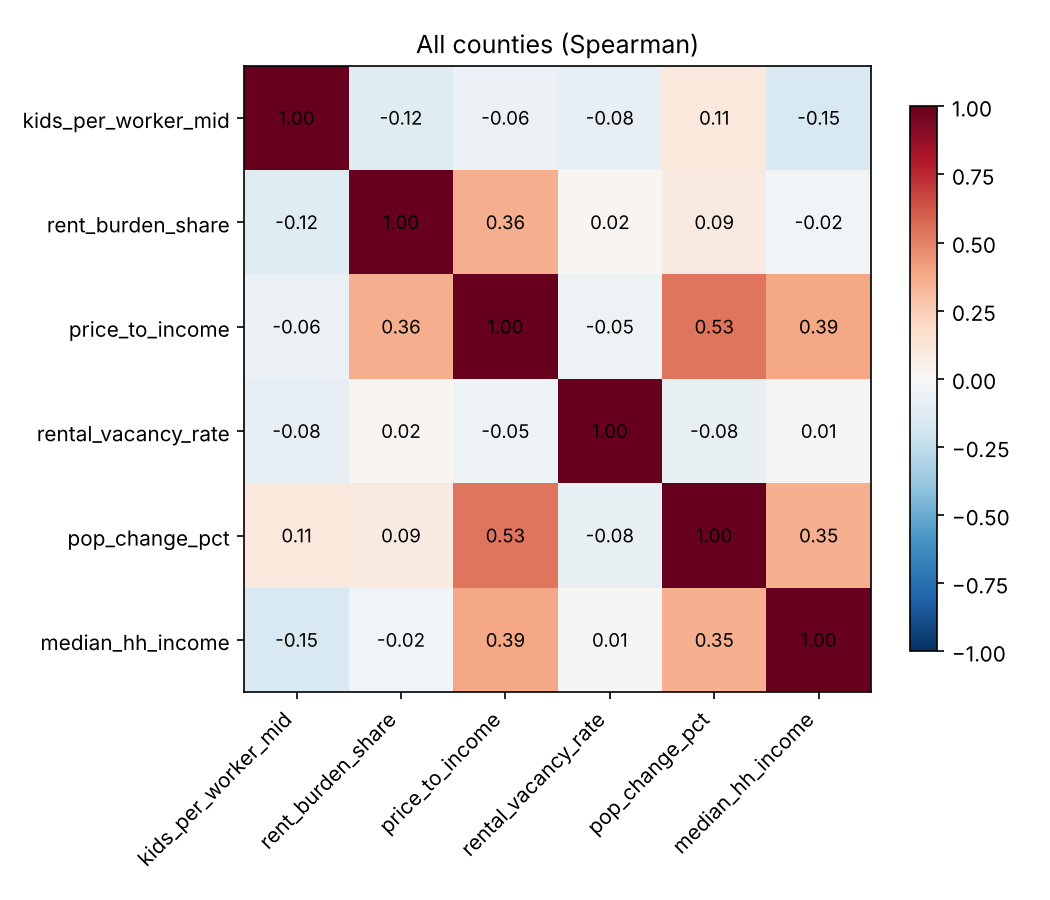 All counties (Spearman)
kids_per_worker_mid 1.00 -0.12 -0.06 -0.08 0.11 -0.15
rent_burden_share -0.12 1.00 0.36 0.02 0.09 -0.02
price_to_income -0.06 0.36 1.00 -0.05 0.53 0.39
rental_vacancy_rate -0.08 0.02 -0.05 1.00 -0.08 0.01
pop_change_pct 0.11 0.09 0.53 -0.08 1.00 0.35
median_hh_income -0.15 -0.02 0.39 0.01 0.35 1.00
kids_per_worker_mid
rent_burden_share
price_to_income
rental_vacancy_rate
pop_change_pct
median_hh_income
1.00
0.75
0.50
0.25
0.00
−0.25
−0.50
−0.75
−1.00